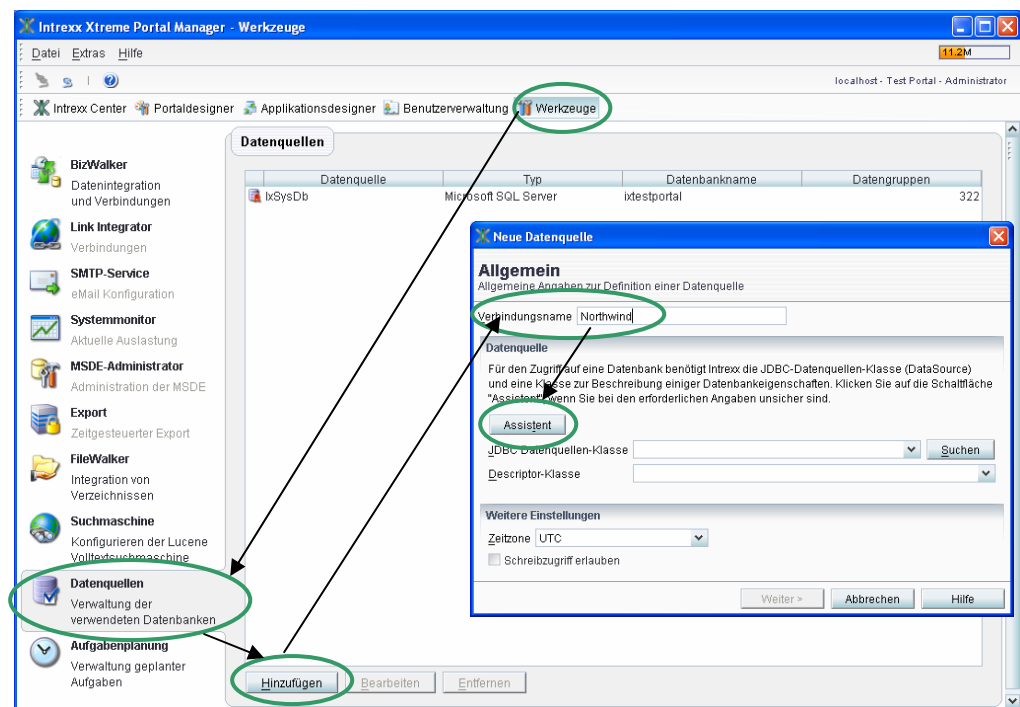 Intrexx Xtreme Portal Manager - Werkzeuge
Datei Extras Hilfe
11.2M
localhost - Test Portal - Administrator
Intrexx Center Portaldesigner Applikationsdesigner Benutzerverwaltung Werkzeuge
BizWalker
Datenintegration
und Verbindungen
Link Integrator
Verbindungen
SMTP-Service
eMail Konfiguration
Systemmonitor
Aktuelle Auslastung
MSDE-Administrator
Administration der MSDE
Export
Zeitgesteuerter Export
FileWalker
Integration von
Verzeichnissen
Suchmaschine
Konfigurieren der Lucene
Volltextsuchmaschine
Datenquellen
Verwaltung der
verwendeten Datenbanken
Aufgabenplanung
Verwaltung geplanter
Aufgaben
Datenquellen
Datenquelle Typ Datenbankname Datengruppen
IxSysDb Microsoft SQL Server ixtestportal 322
Neue Datenquelle
Allgemein
Allgemeine Angaben zur Definition einer Datenquelle
Verbindungsname Northwind
Datenquelle
Für den Zugriff auf eine Datenbank benötigt Intrexx die JDBC-Datenquellen-Klasse (DataSource)
und eine Klasse zur Beschreibung einiger Datenbankeigenschaften. Klicken Sie auf die Schaltfläche
"Assistent", wenn Sie bei den erforderlichen Angaben unsicher sind.
Assistent
JDBC Datenquellen-Klasse Suchen
Descriptor-Klasse
Weitere Einstellungen
Zeitzone UTC
Schreibzugriff erlauben
Weiter > Abbrechen Hilfe
Hinzufügen Bearbeiten Entfernen